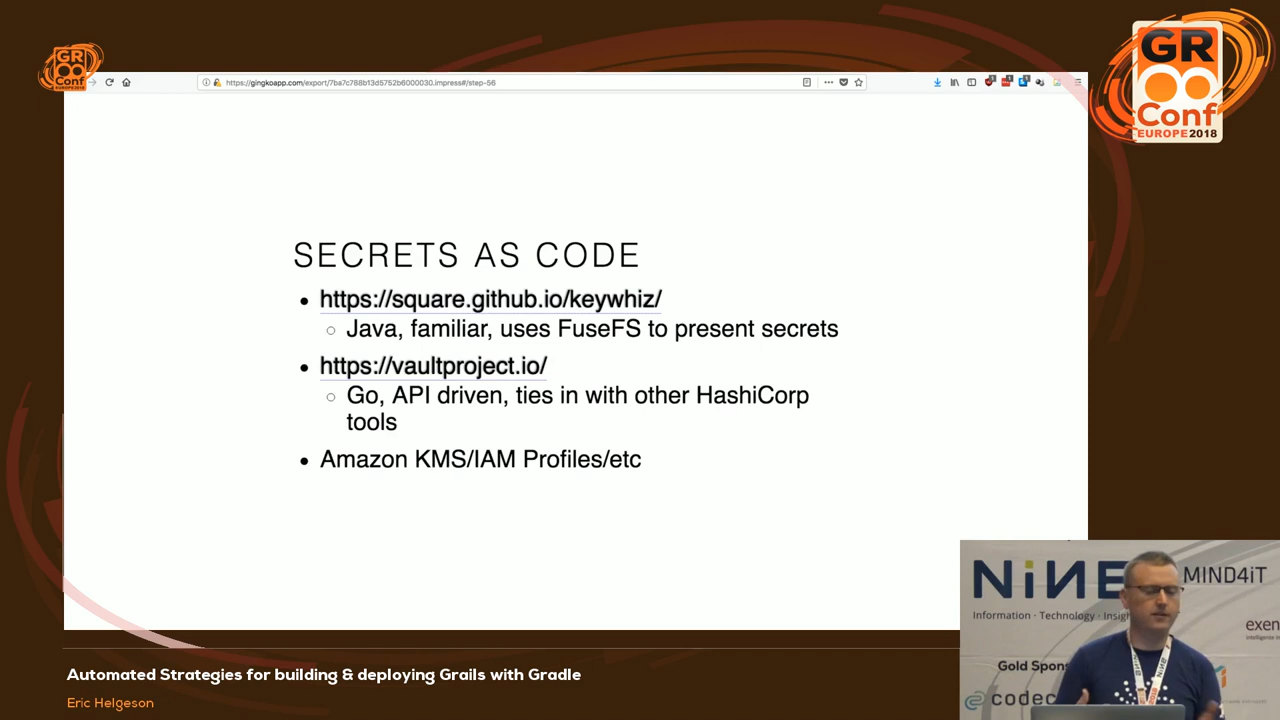 GR
Conf
EUROPE 2018
https://gingkoapp.com/export/7ba7c788b13d5752b6000030.impress#/step-56
GR
Conf
EUROPE 2018
SECRETS AS CODE
• https://square.github.io/keywhiz/
○ Java, familiar, uses FuseFS to present secrets
• https://vaultproject.io/
○ Go, API driven, ties in with other HashiCorp
tools
• Amazon KMS/IAM Profiles/etc
NINE
MIND4IT
Information · Technology · Insigh
exen
Gold Spons
codec
Automated Strategies for building & deploying Grails with Gradle
Eric Helgeson